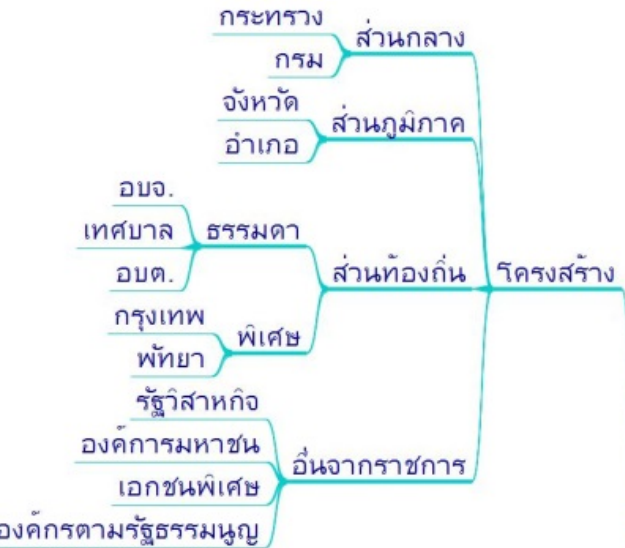 กระทรวง
กรม
ส่วนกลาง
จังหวัด
อำเภอ
ส่วนภูมิภาค
อบจ.
เทศบาล
อบต.
ธรรมดา
กรุงเทพ
พัทยา
พิเศษ
ส่วนท้องถิ่น
โครงสร้าง
รัฐวิสาหกิจ
องค์การมหาชน
เอกชนพิเศษ
องค์กรตามรัฐธรรมนูญ
อื่นจากราชการ